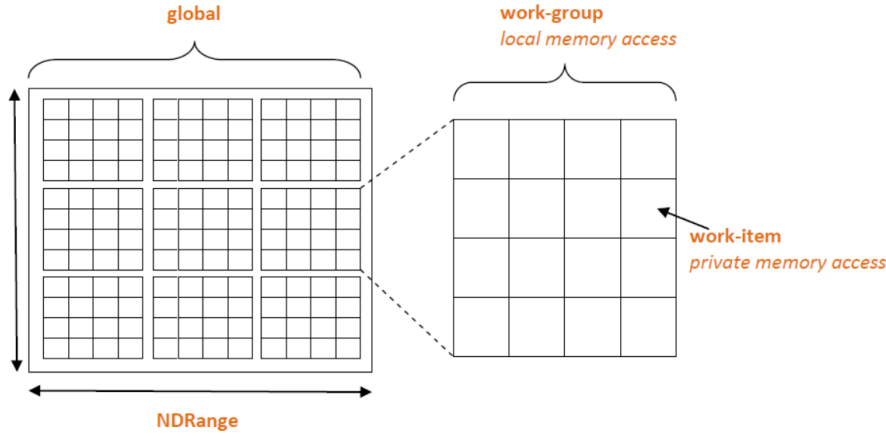 global
work-group
local memory access
work-item
private memory access
NDRange